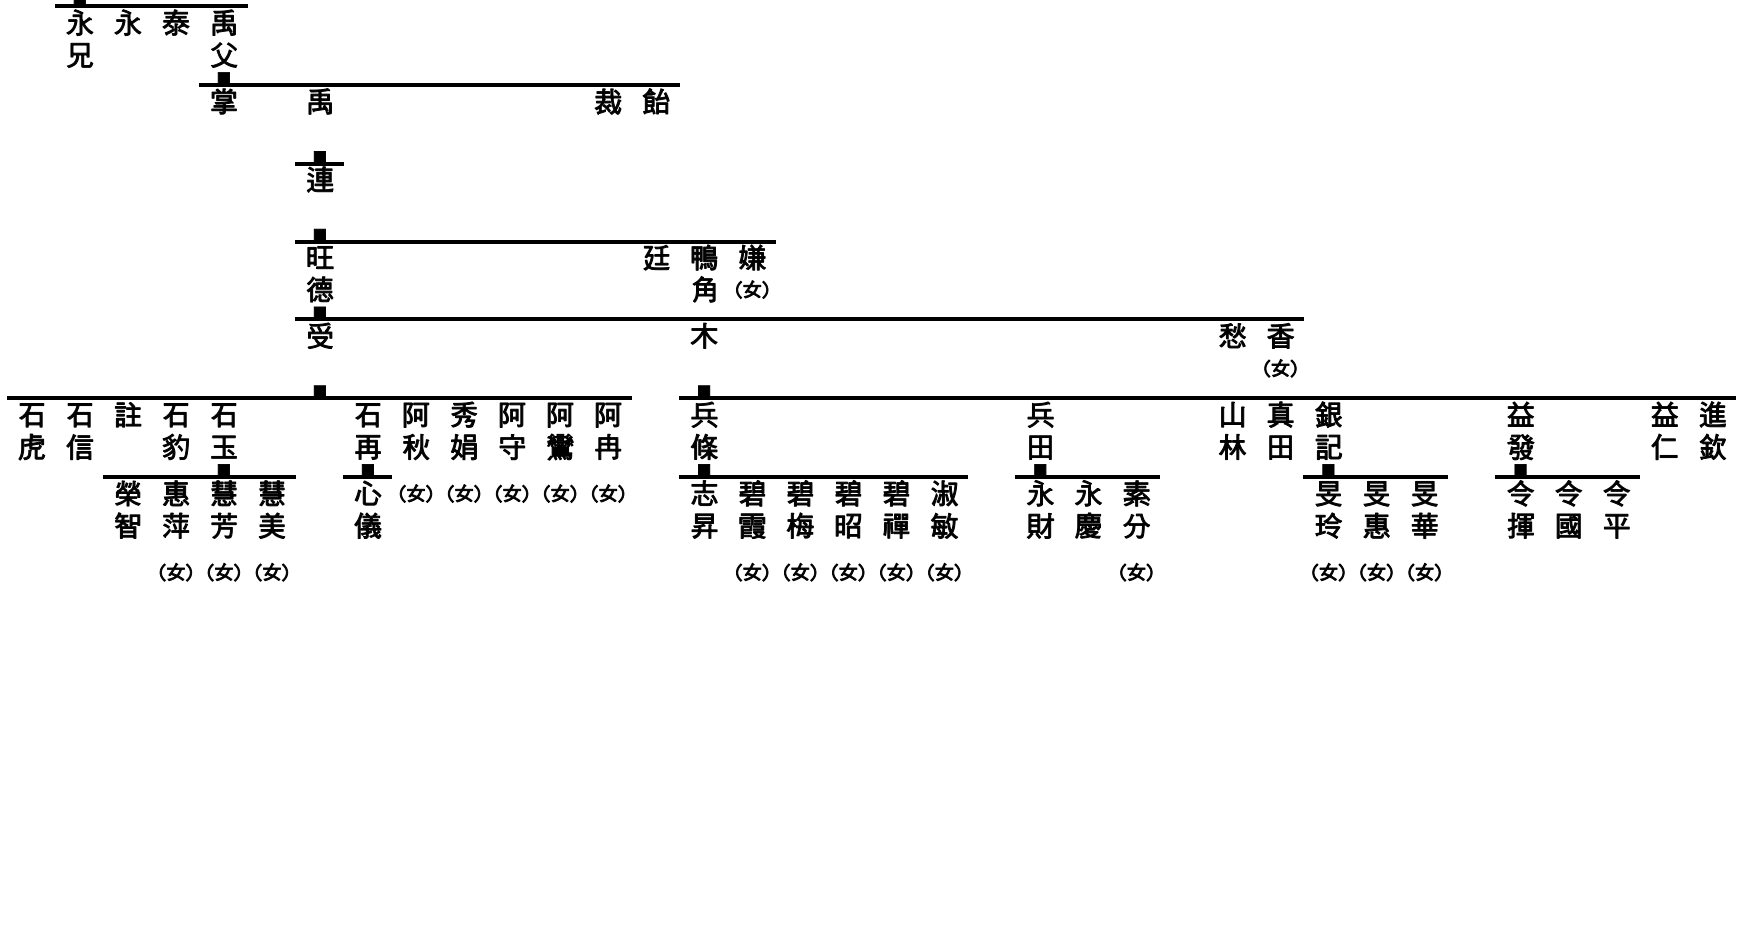 永兄 永 泰 禹父
掌 禹 裁 飴
連
旺德 廷 鴨角 嫌（女）
受 木 愁 香（女）
石虎 石信 註 石豹 石玉 石再 阿秋（女） 秀娟（女） 阿守（女） 阿鸞（女） 阿冉（女） 兵條 兵田 山林 真田 銀記 益發 益仁 進欽
榮智 惠萍（女） 慧芳（女） 慧美（女） 心儀 志昇 碧霞（女） 碧梅（女） 碧昭（女） 碧禪（女） 淑敏（女） 永財 永慶 素分（女） 旻玲（女） 旻惠（女） 旻華（女） 令揮 令國 令平